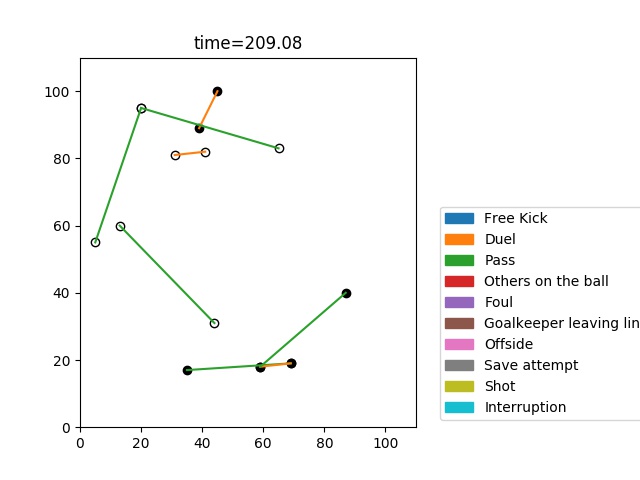 time=209.08
100
80
60
40
20
0
0 20 40 60 80 100
Free Kick
Duel
Pass
Others on the ball
Foul
Goalkeeper leaving lin
Offside
Save attempt
Shot
Interruption